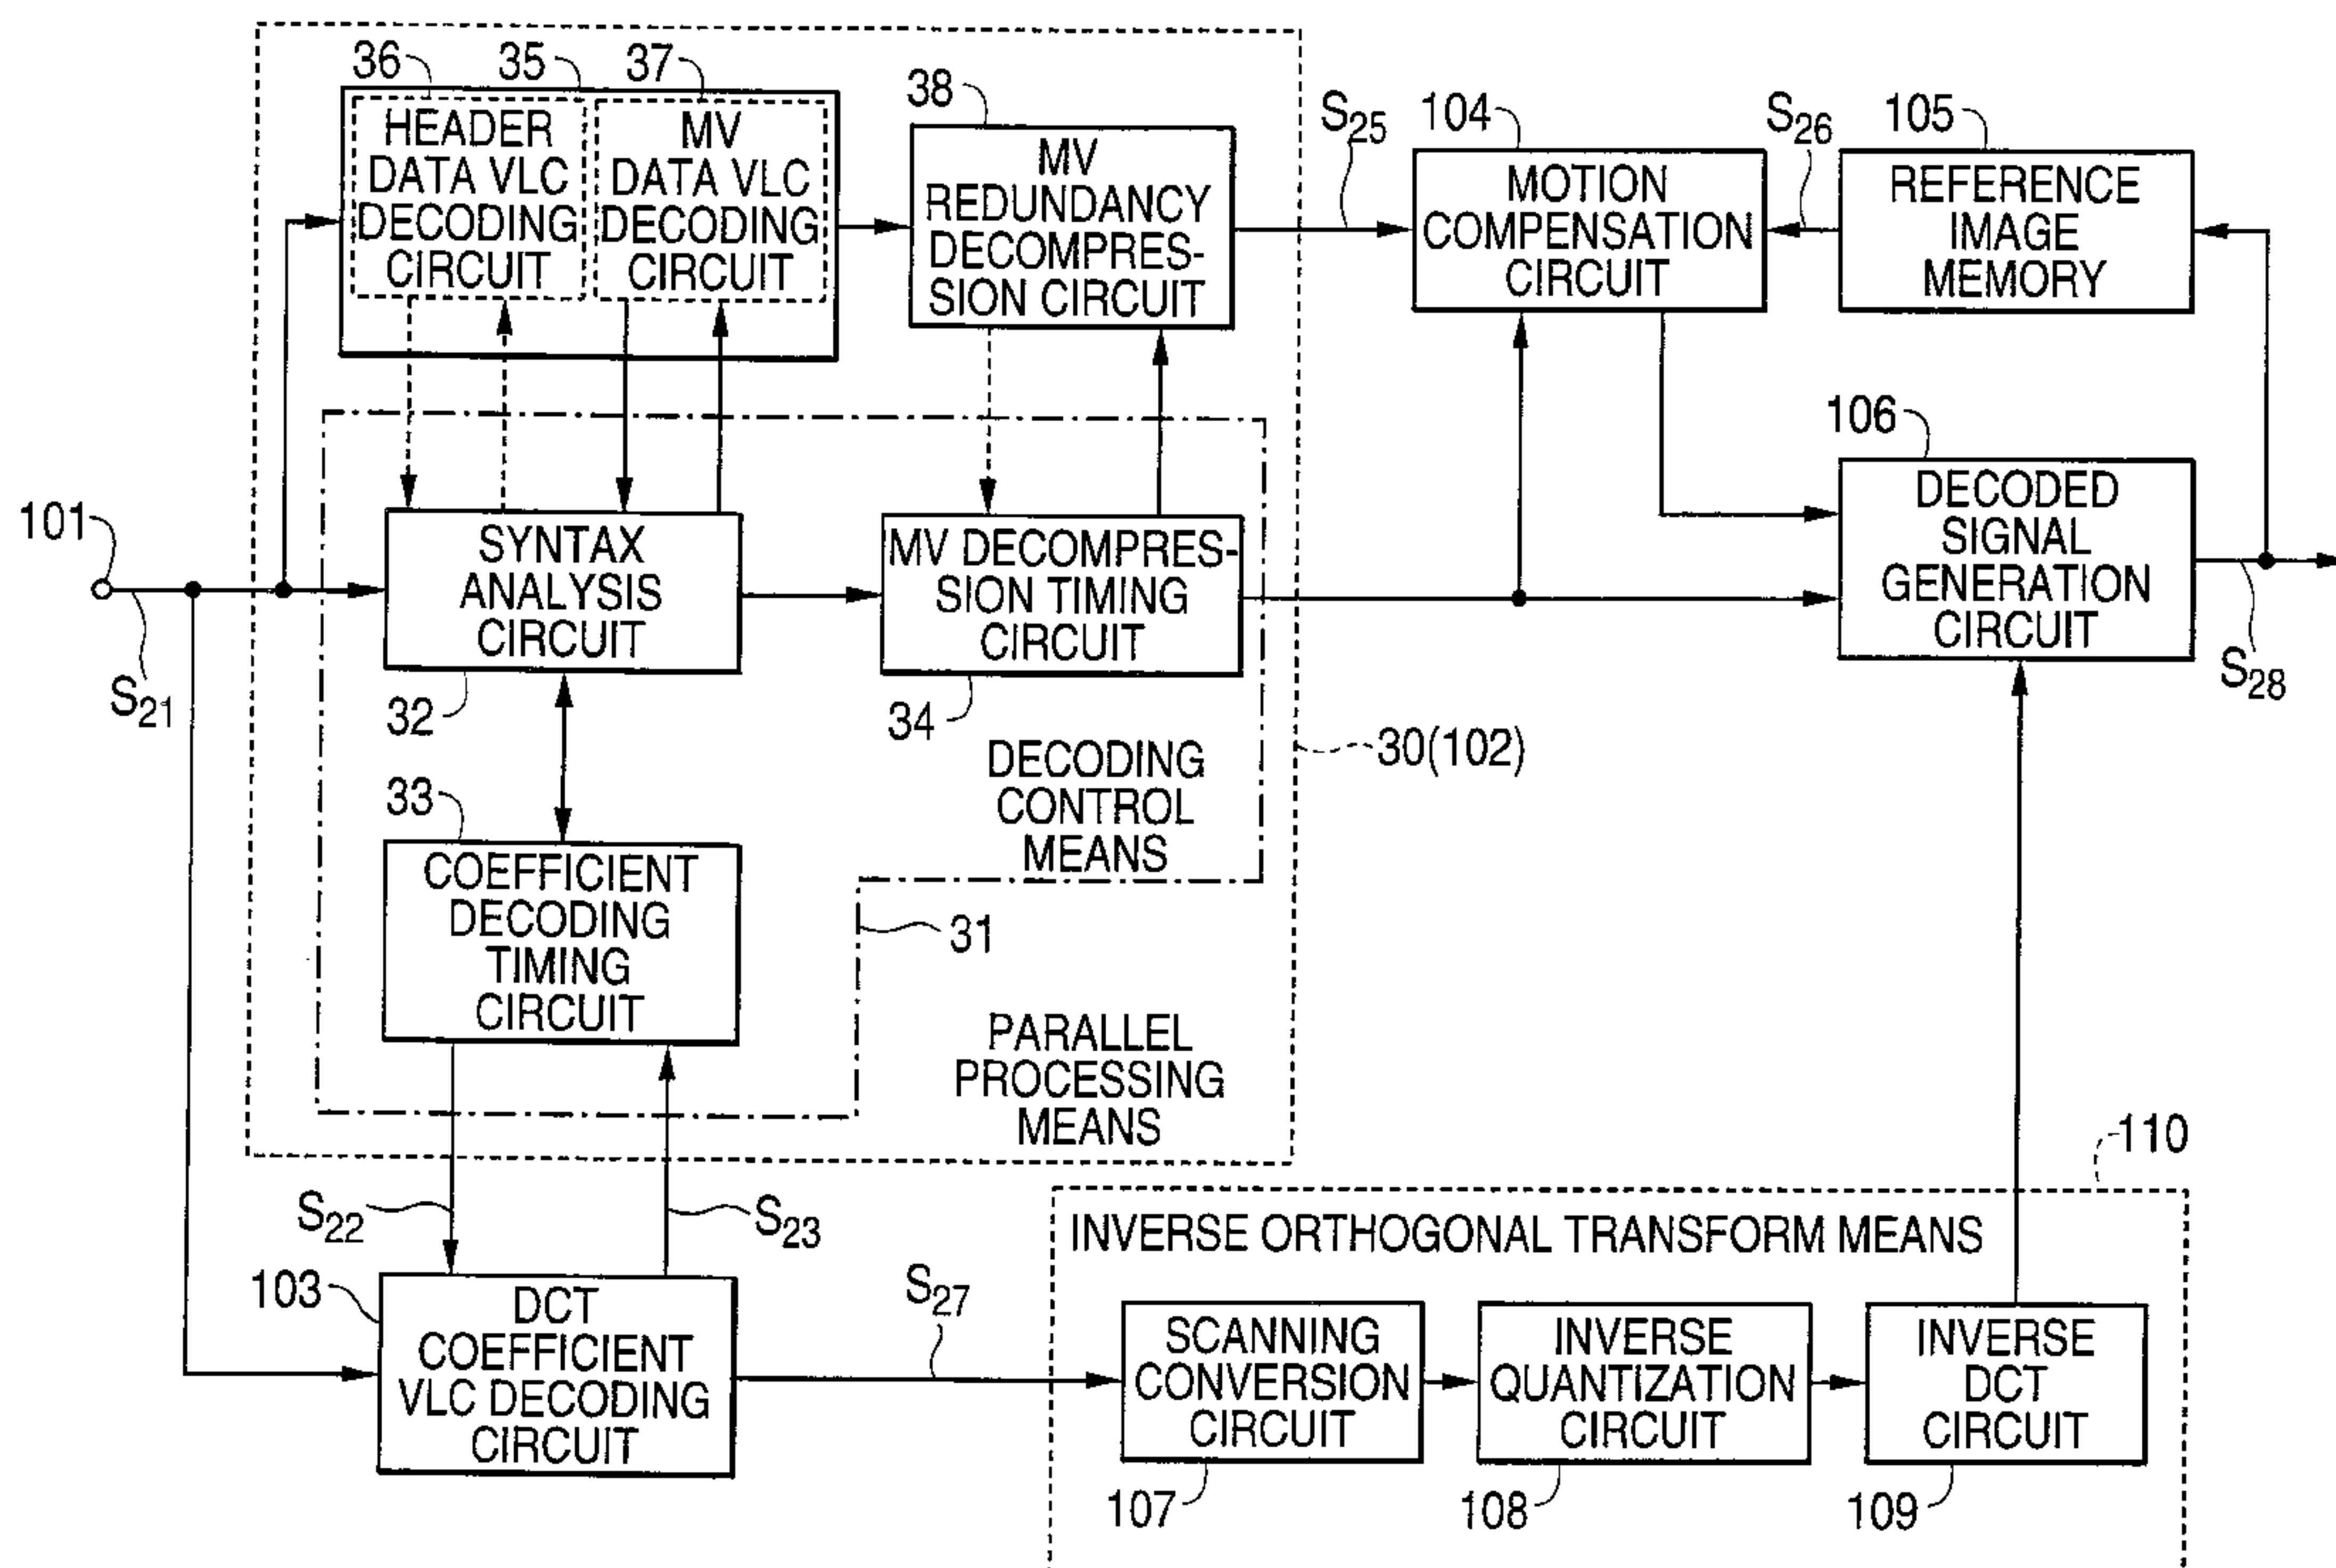 36
35
37
38
HEADER
DATA VLC
DECODING
CIRCUIT
MV
DATA VLC
DECODING
CIRCUIT
MV
REDUNDANCY
DECOMPRES-
SION CIRCUIT
S25
104
MOTION
COMPENSATION
CIRCUIT
S26
105
REFERENCE
IMAGE
MEMORY
101
S21
SYNTAX
ANALYSIS
CIRCUIT
32
MV DECOMPRES-
SION TIMING
CIRCUIT
34
106
DECODED
SIGNAL
GENERATION
CIRCUIT
S28
30(102)
DECODING
CONTROL
MEANS
33
COEFFICIENT
DECODING
TIMING
CIRCUIT
31
PARALLEL
PROCESSING
MEANS
110
S22
S23
INVERSE ORTHOGONAL TRANSFORM MEANS
103
DCT
COEFFICIENT
VLC DECODING
CIRCUIT
S27
SCANNING
CONVERSION
CIRCUIT
107
INVERSE
QUANTIZATION
CIRCUIT
108
INVERSE
DCT
CIRCUIT
109